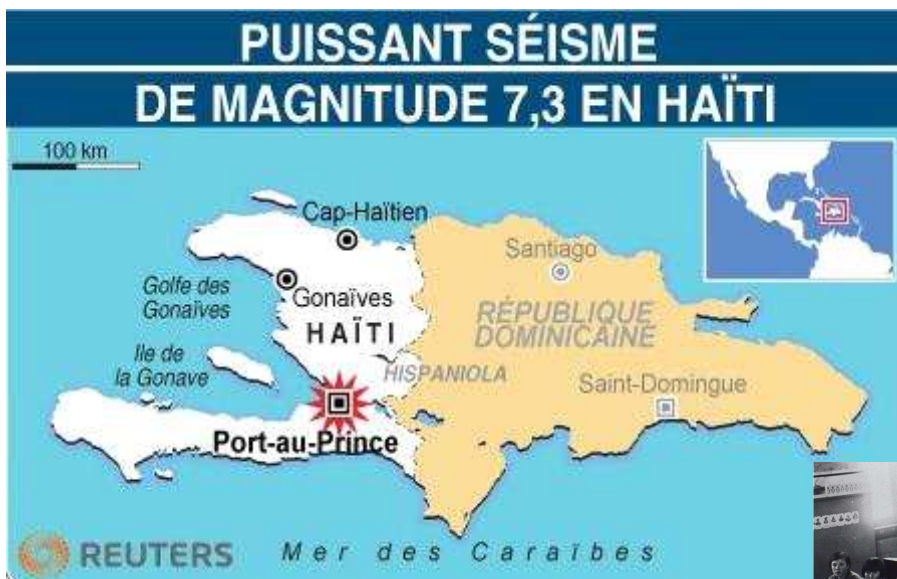 PUISSANT SÉISME
DE MAGNITUDE 7,3 EN HAÏTI
100 km
Cap-Haïtien
Santiago
Golfe des
Gonaïves
Gonaïves
HAÏTI
RÉPUBLIQUE
DOMINICAINE
Ile de
la Gonave
HISPANIOLA
Saint-Domingue
Port-au-Prince
REUTERS
Mer des Caraïbes